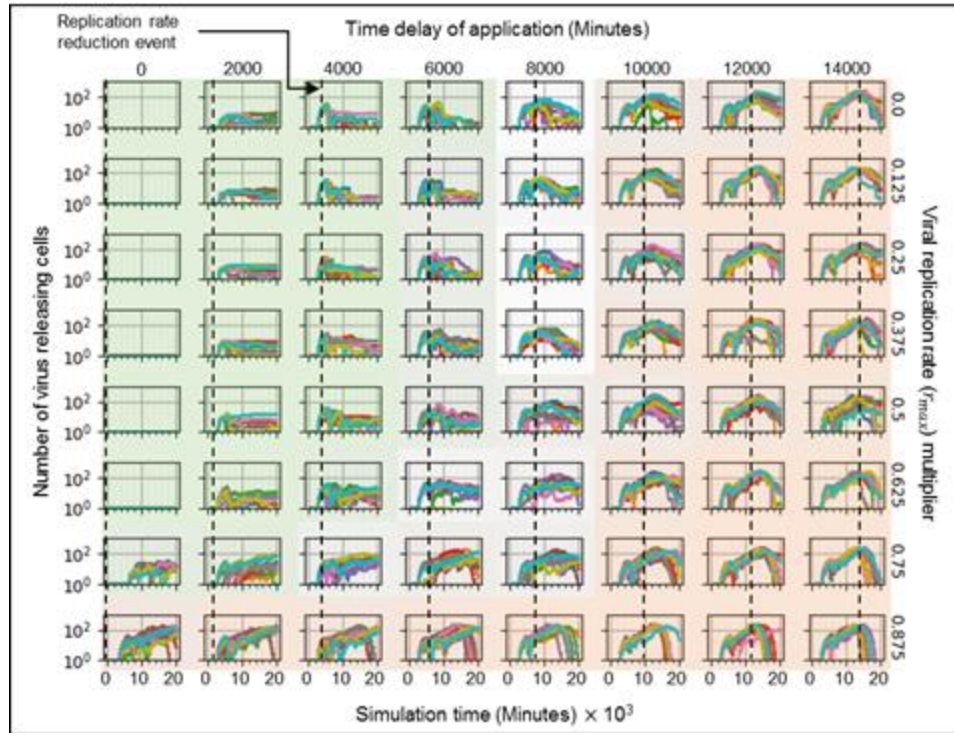 Replication rate
reduction event
Time delay of application (Minutes)
0 2000 4000 6000 8000 10000 12000 14000
Number of virus releasing cells
10² 10⁰ 0.0
10² 10⁰ 0.125
10² 10⁰ 0.25
10² 10⁰ 0.375
10² 10⁰ 0.5
10² 10⁰ 0.625
10² 10⁰ 0.75
10² 10⁰ 0.875
Viral replication rate (rₘₐₓ) multiplier
0 10 20 0 10 20 0 10 20 0 10 20 0 10 20 0 10 20 0 10 20 0 10 20
Simulation time (Minutes) × 10³